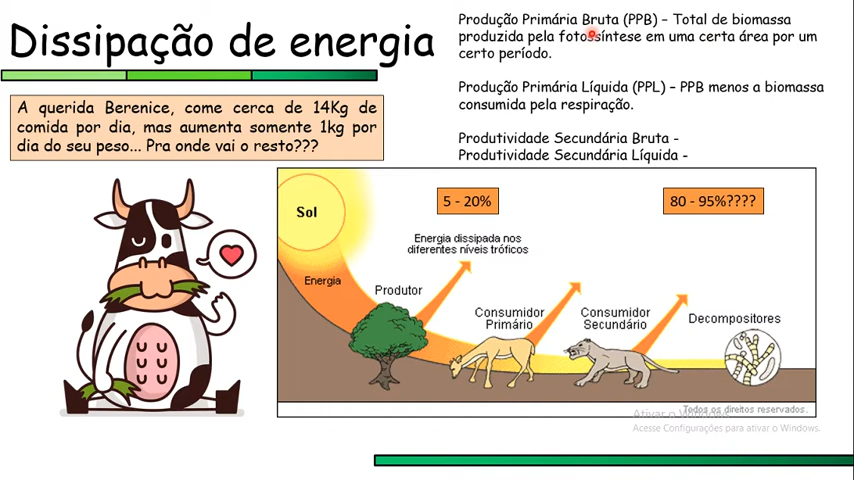 Dissipação de energia
A querida Berenice, come cerca de 14Kg de
comida por dia, mas aumenta somente 1kg por
dia do seu peso... Pra onde vai o resto???
Produção Primária Bruta (PPB) – Total de biomassa
produzida pela fotossíntese em uma certa área por um
certo período.
Produção Primária Líquida (PPL) – PPB menos a biomassa
consumida pela respiração.
Produtividade Secundária Bruta -
Produtividade Secundária Líquida -
5 - 20%
80 - 95%????
Sol
Energia dissipada nos
diferentes níveis tróficos
Energia
Produtor
Consumidor
Primário
Consumidor
Secundário
Decompositores
Todos os direitos reservados.
Ativar o Windows
Acesse Configurações para ativar o Windows.